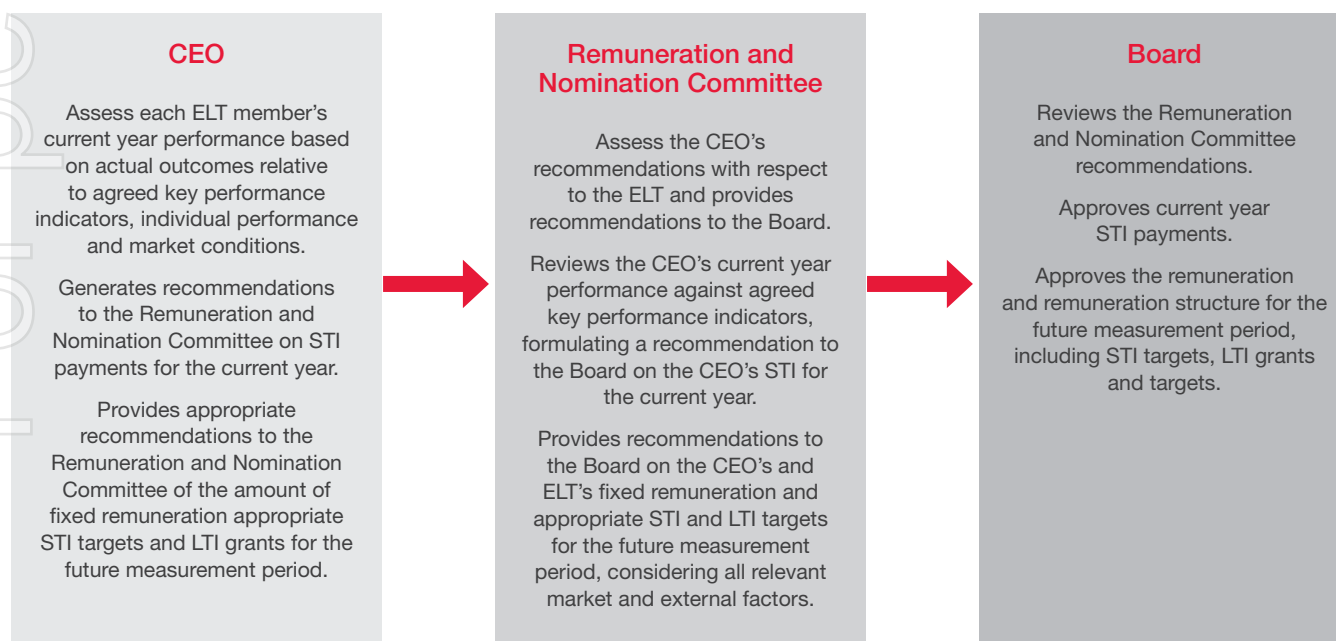 CEO
Assess each ELT member's
current year performance based
on actual outcomes relative
to agreed key performance
indicators, individual performance
and market conditions.
Generates recommendations
to the Remuneration and
Nomination Committee on STI
payments for the current year.
Provides appropriate
recommendations to the
Remuneration and Nomination
Committee of the amount of
fixed remuneration appropriate
STI targets and LTI grants for the
future measurement period.
Remuneration and
Nomination Committee
Assess the CEO's
recommendations with respect
to the ELT and provides
recommendations to the Board.
Reviews the CEO's current year
performance against agreed
key performance indicators,
formulating a recommendation to
the Board on the CEO's STI for
the current year.
Provides recommendations to
the Board on the CEO's and
ELT's fixed remuneration and
appropriate STI and LTI targets
for the future measurement
period, considering all relevant
market and external factors.
Board
Reviews the Remuneration
and Nomination Committee
recommendations.
Approves current year
STI payments.
Approves the remuneration
and remuneration structure for the
future measurement period,
including STI targets, LTI grants
and targets.